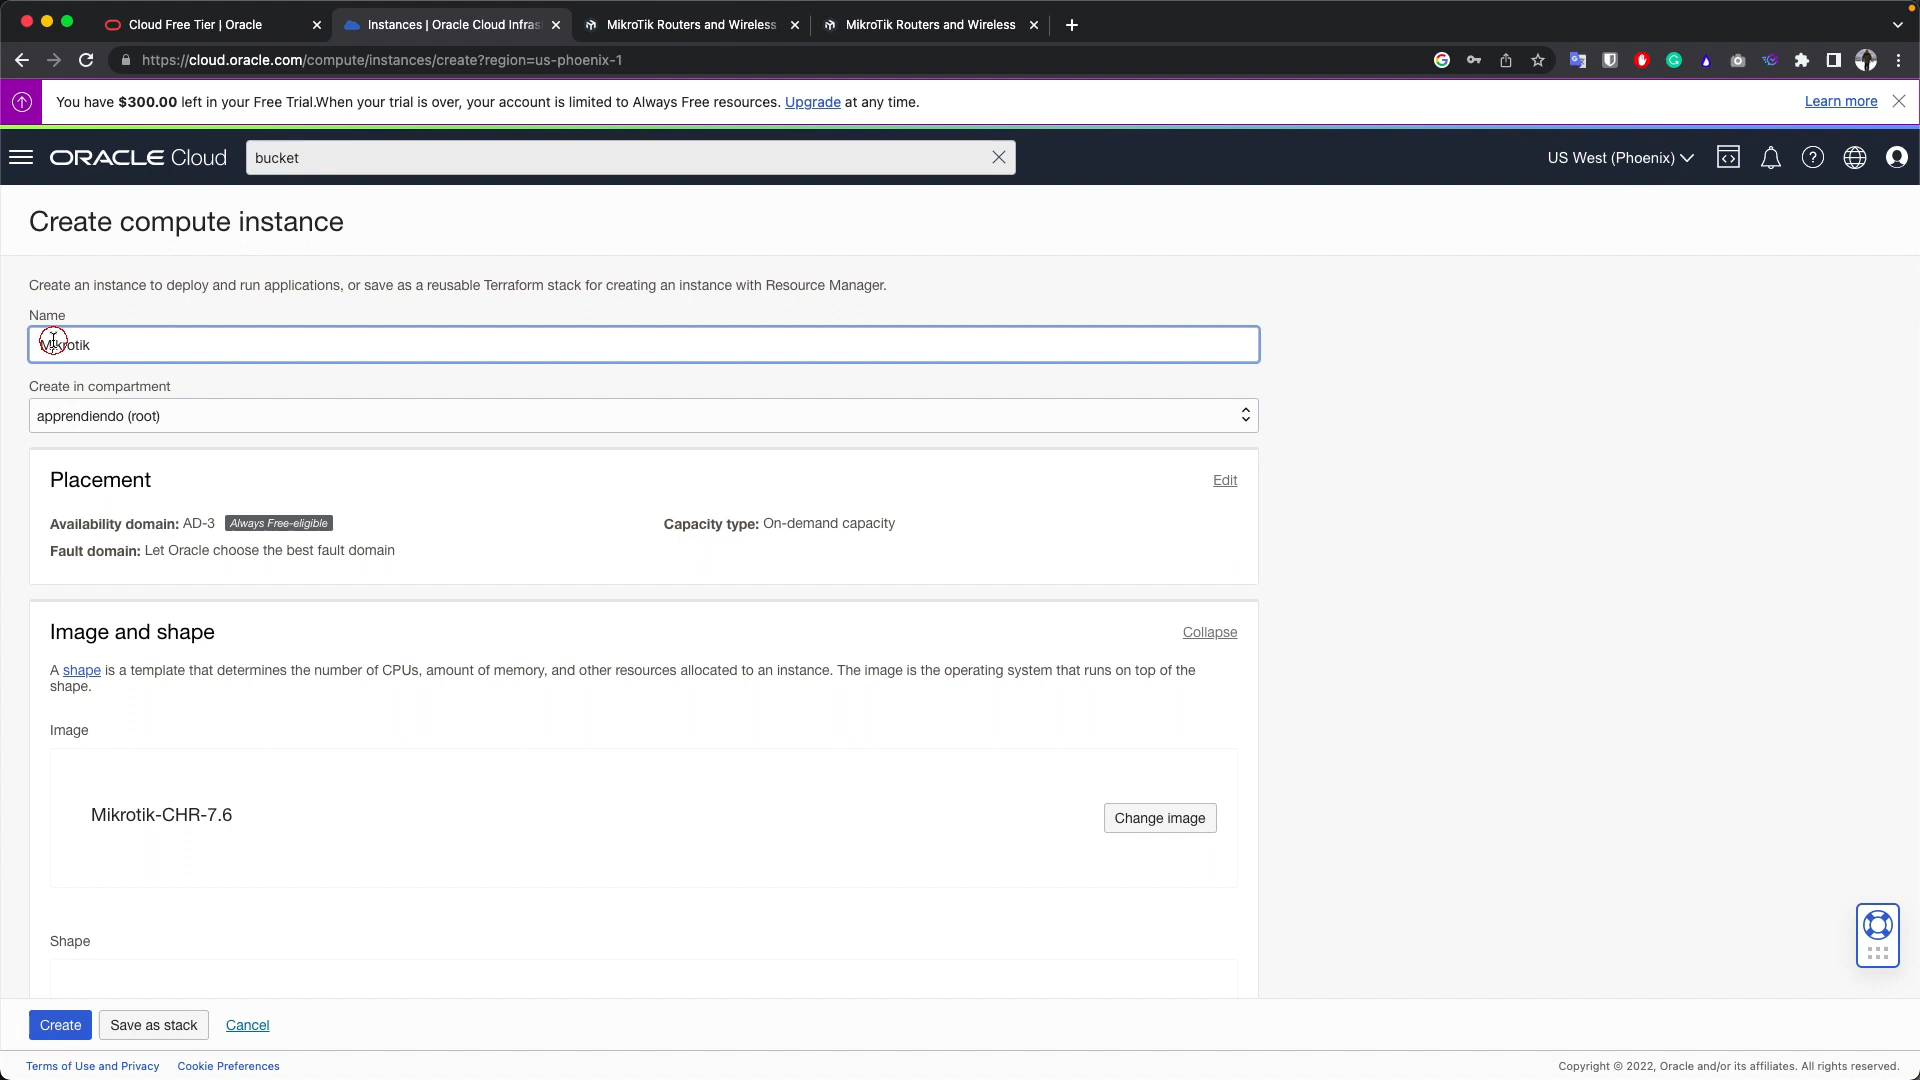 Cloud Free Tier | Oracle
Instances | Oracle Cloud Infras
MikroTik Routers and Wireless
MikroTik Routers and Wireless
https://cloud.oracle.com/compute/instances/create?region=us-phoenix-1
You have $300.00 left in your Free Trial.When your trial is over, your account is limited to Always Free resources. Upgrade at any time.
Learn more
ORACLE Cloud
bucket
US West (Phoenix)
Create compute instance
Create an instance to deploy and run applications, or save as a reusable Terraform stack for creating an instance with Resource Manager.
Name
Mikrotik
Create in compartment
apprendiendo (root)
Placement
Edit
Availability domain: AD-3 Always Free-eligible
Capacity type: On-demand capacity
Fault domain: Let Oracle choose the best fault domain
Image and shape
Collapse
A shape is a template that determines the number of CPUs, amount of memory, and other resources allocated to an instance. The image is the operating system that runs on top of the
shape.
Image
Mikrotik-CHR-7.6
Change image
Shape
Create
Save as stack
Cancel
Terms of Use and Privacy
Cookie Preferences
Copyright © 2022, Oracle and/or its affiliates. All rights reserved.